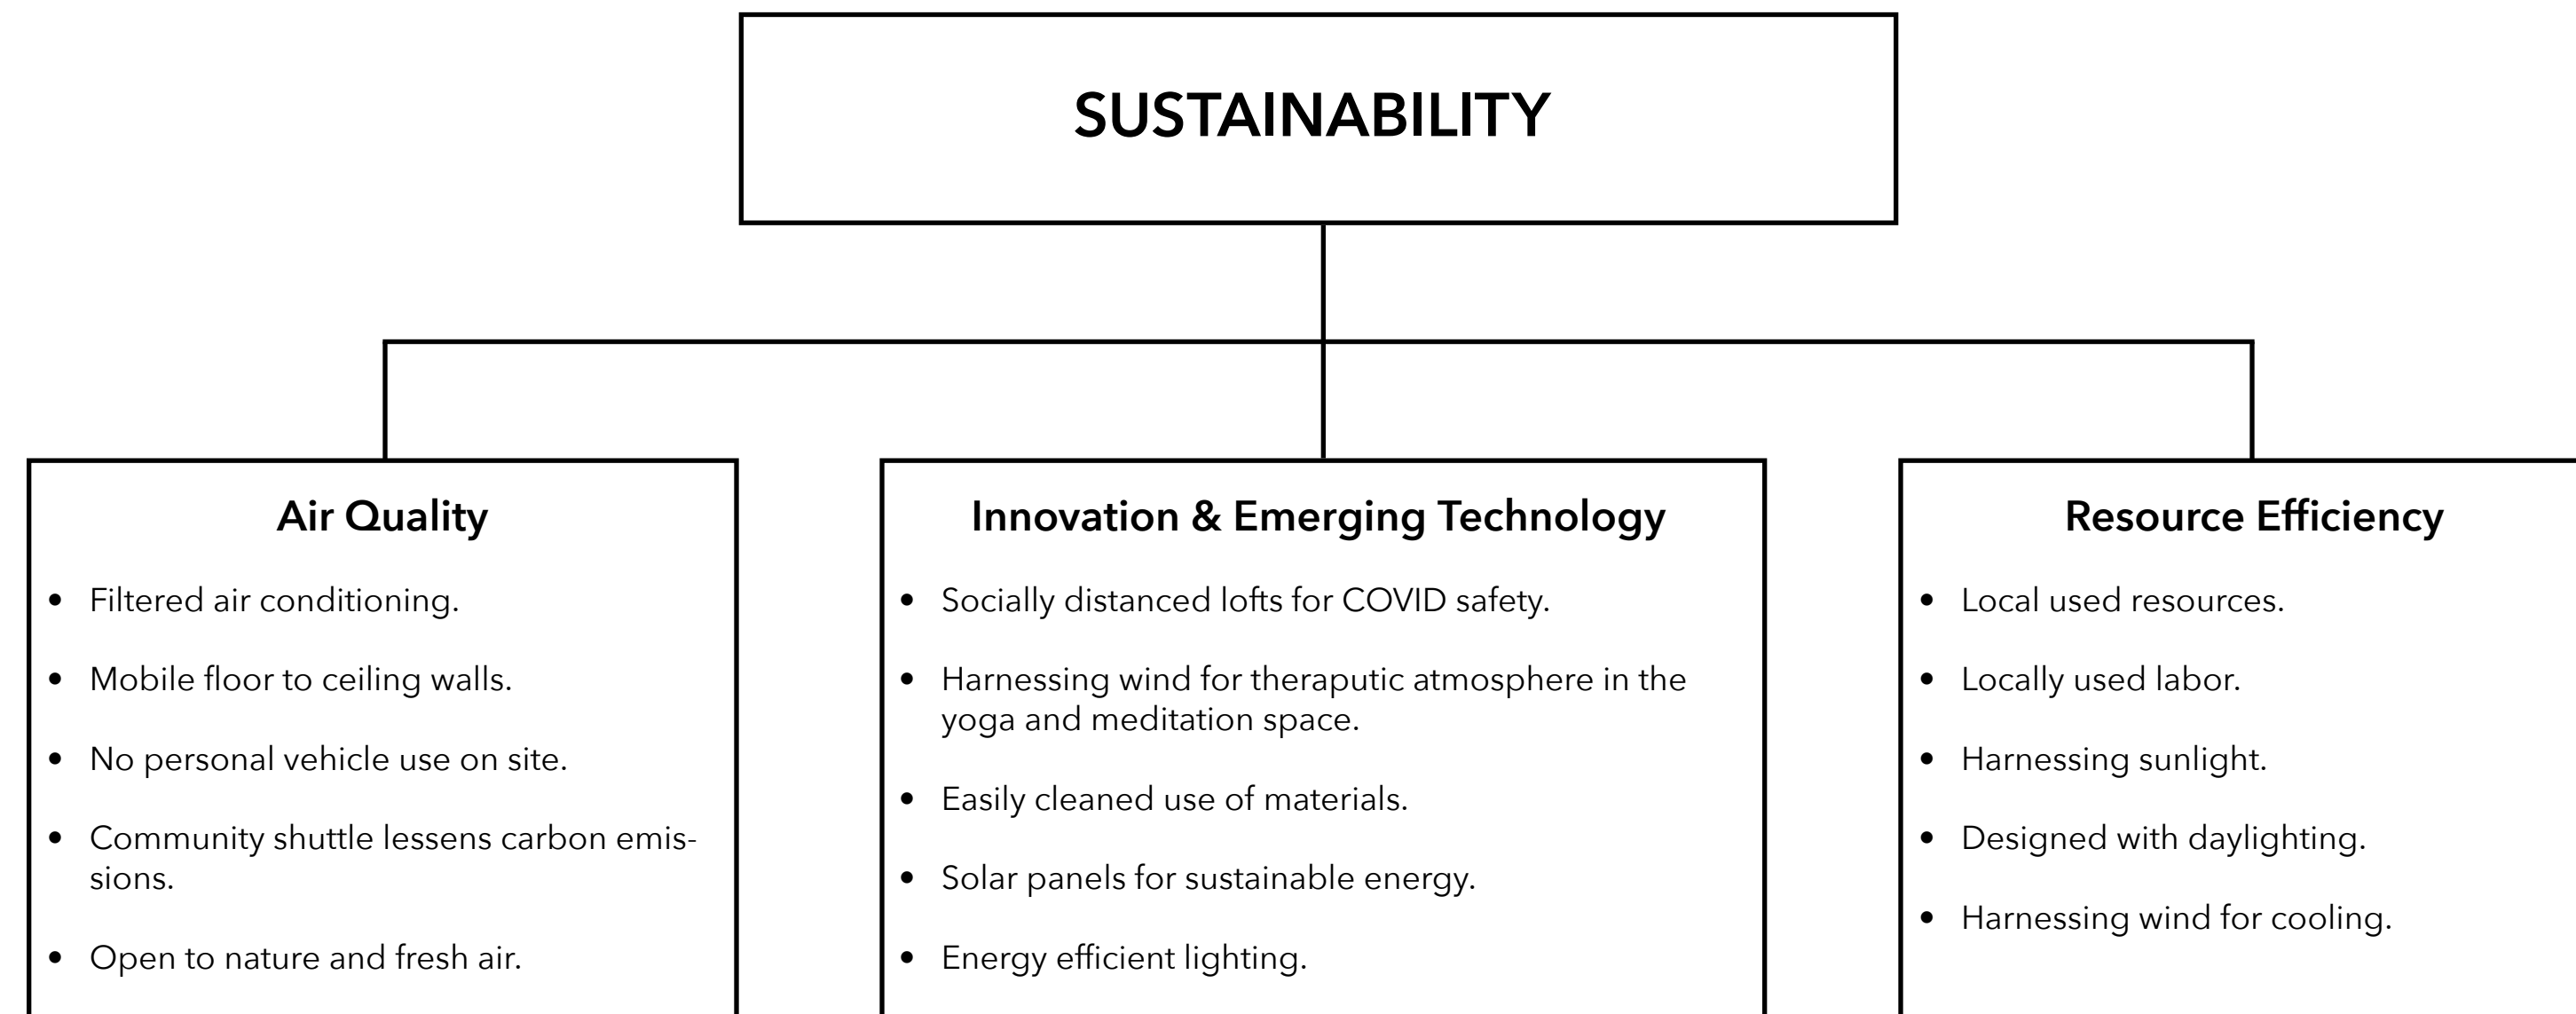 SUSTAINABILITY
Air Quality
• Filtered air conditioning.
• Mobile floor to ceiling walls.
• No personal vehicle use on site.
• Community shuttle lessens carbon emis-
sions.
• Open to nature and fresh air.
Innovation & Emerging Technology
• Socially distanced lofts for COVID safety.
• Harnessing wind for theraputic atmosphere in the
yoga and meditation space.
• Easily cleaned use of materials.
• Solar panels for sustainable energy.
• Energy efficient lighting.
Resource Efficiency
• Local used resources.
• Locally used labor.
• Harnessing sunlight.
• Designed with daylighting.
• Harnessing wind for cooling.